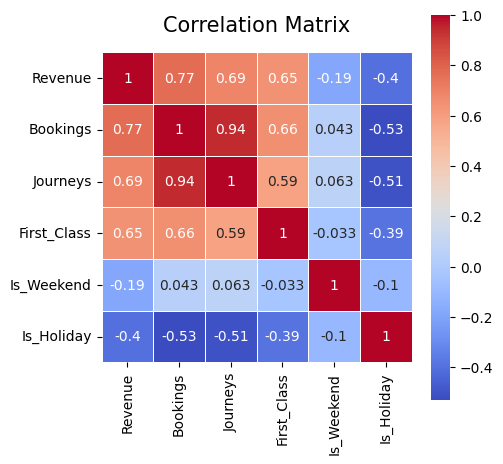 Correlation Matrix
Revenue 1 0.77 0.69 0.65 -0.19 -0.4
Bookings 0.77 1 0.94 0.66 0.043 -0.53
Journeys 0.69 0.94 1 0.59 0.063 -0.51
First_Class 0.65 0.66 0.59 1 -0.033 -0.39
Is_Weekend -0.19 0.043 0.063 -0.033 1 -0.1
Is_Holiday -0.4 -0.53 -0.51 -0.39 -0.1 1
Revenue
Bookings
Journeys
First_Class
Is_Weekend
Is_Holiday
1.0
0.8
0.6
0.4
0.2
0.0
−0.2
−0.4